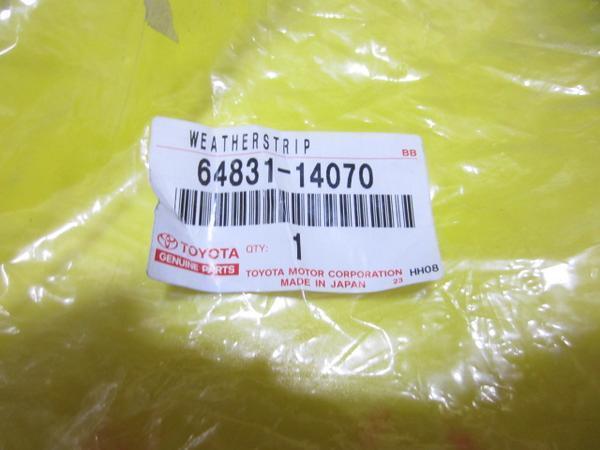 WEATHERSTRIP
BB
64831-14070
TOYOTA QTY: 1
GENUINE PARTS
TOYOTA MOTOR CORPORATION HH08
MADE IN JAPAN 23